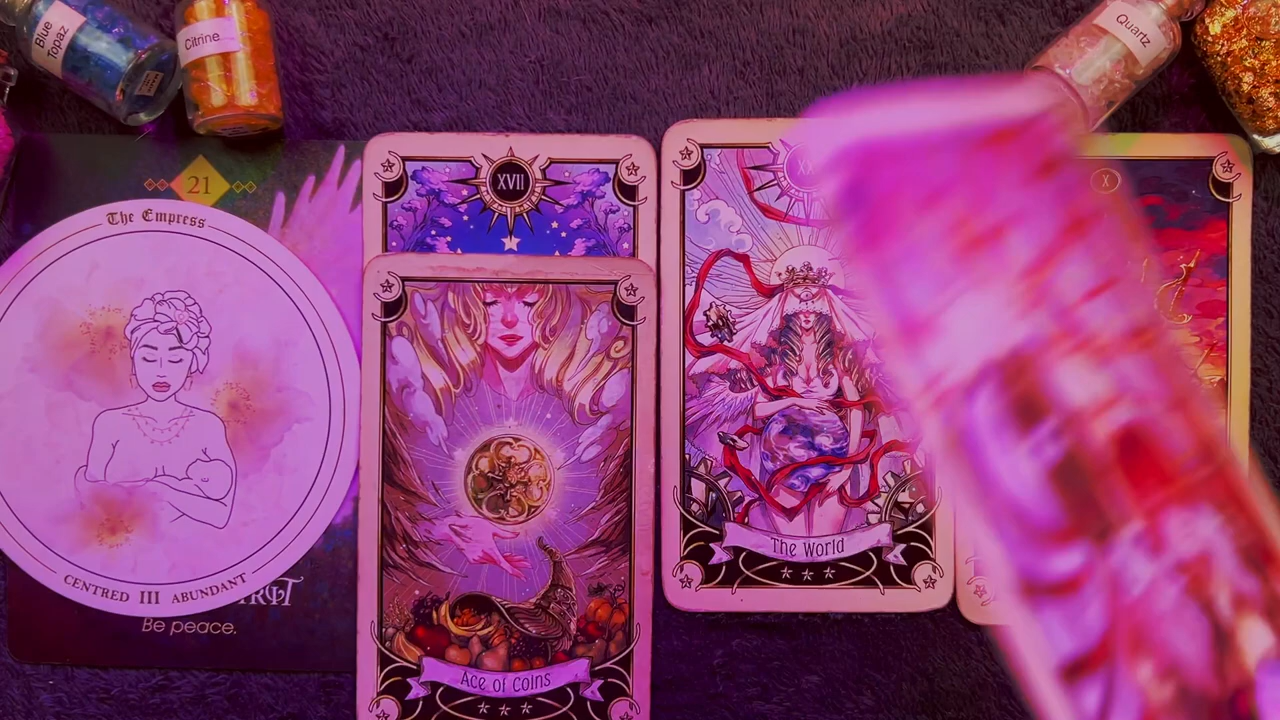 Blue
Topaz
Citrine
Quartz
21
The Empress
CENTRED III ABUNDANT
Be peace.
XVII
Ace of Coins
The World
X